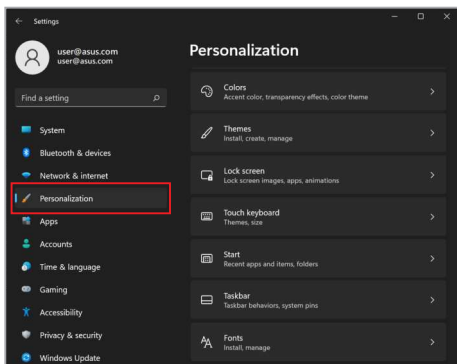 Settings
user@asus.com
user@asus.com
Find a setting
System
Bluetooth & devices
Network & internet
Personalization
Apps
Accounts
Time & language
Gaming
Accessibility
Privacy & security
Windows Update
Personalization
Colors
Accent color, transparency effects, color theme
Themes
Install, create, manage
Lock screen
Lock screen images, apps, animations
Touch keyboard
Themes, size
Start
Recent apps and items, folders
Taskbar
Taskbar behaviors, system pins
Fonts
Install, manage